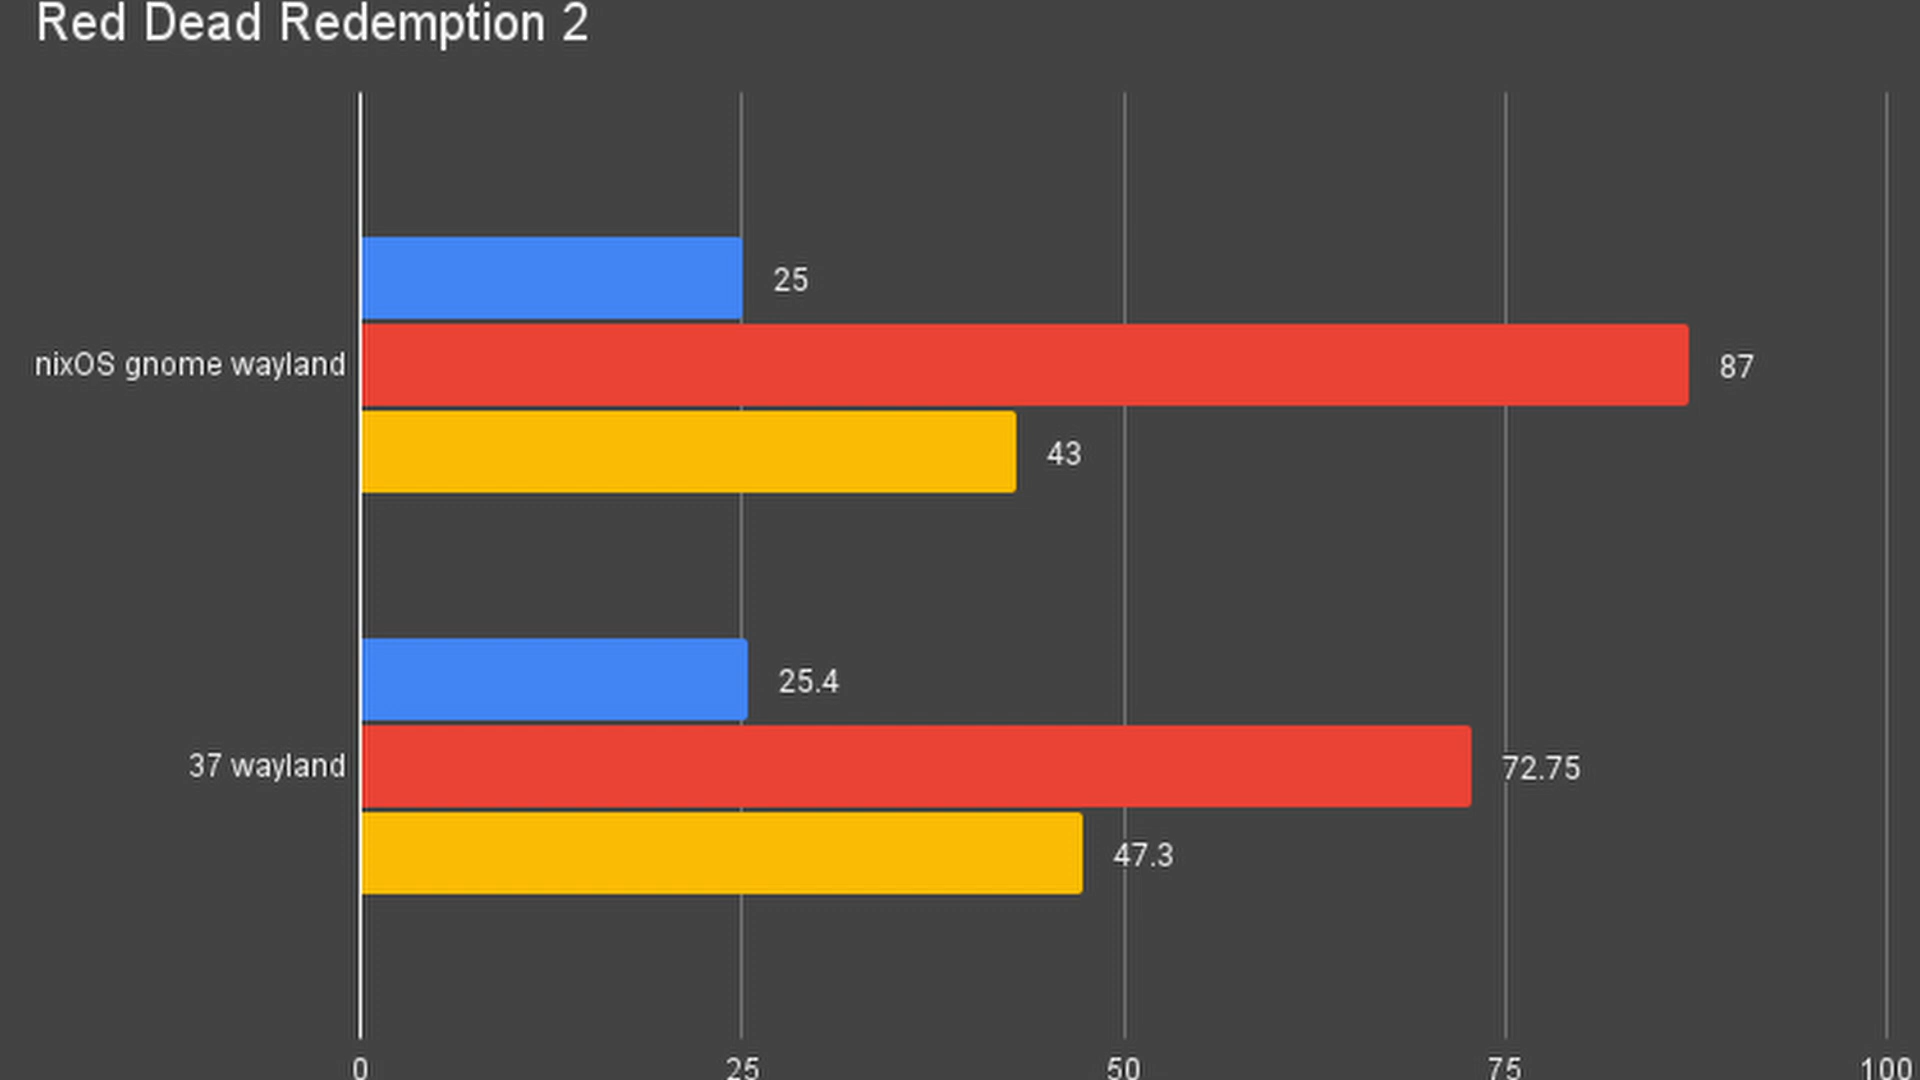 Red Dead Redemption 2
25
nixOS gnome wayland
87
43
25.4
37 wayland
72.75
47.3
0 25 50 75 100